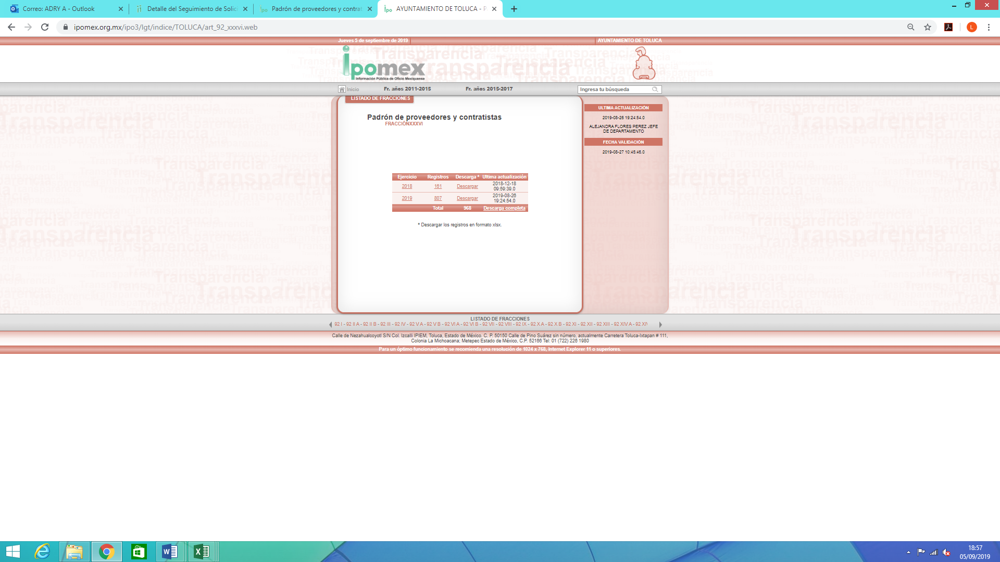 Correo: ADRY A - Outlook
Detalle del Seguimiento de Solici
Padrón de proveedores y contrat
AYUNTAMIENTO DE TOLUCA - P
ipomex.org.mx/ipo3/lgt/indice/TOLUCA/art_92_xxxvi.web
L
Jueves 5 de septiembre de 2019
AYUNTAMIENTO DE TOLUCA
ipomex
Información Pública de Oficio Mexiquense
Transparencia
Inicio
Fr. años 2011-2015
Fr. años 2015-2017
Ingresa tu búsqueda
LISTADO DE FRACCIONES
Padrón de proveedores y contratistas
FRACCIÓNXXXVI
Ejercicio Registros Descarga * Ultima actualización
2018 161 Descargar 2018-12-18 09:59:39.0
2019 807 Descargar 2019-08-26 19:24:54.0
Total 968 Descarga completa
* Descargar los registros en formato xlsx.
ULTIMA ACTUALIZACIÓN
2019-08-26 19:24:54.0
ALEJANDRA FLORES PEREZ JEFE
DE DEPARTAMENTO
FECHA VALIDACIÓN
2019-08-27 10:45:46.0
LISTADO DE FRACCIONES
92 I - 92 II A - 92 II B - 92 III - 92 IV - 92 V A - 92 V B - 92 VI A - 92 VI B - 92 VII - 92 VIII - 92 IX - 92 X A - 92 X B - 92 XI - 92 XII - 92 XIII - 92 XIV A - 92 XIV
Calle de Nezahualcoyotl S/N Col. Izcalli IPIEM, Toluca, Estado de México. C. P. 50150 Calle de Pino Suárez sin número, actualmente Carretera Toluca-Ixtapan # 111,
Colonia La Michoacana; Metepec Estado de México, C.P. 52166 Tel: 01 (722) 226 1980
Para un óptimo funcionamiento se recomienda una resolución de 1024 x 768, Internet Explorer 11 o superiores.
18:57
05/09/2019